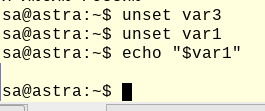 sa@astra:~$ unset var3
sa@astra:~$ unset var1
sa@astra:~$ echo "$var1"

sa@astra:~$